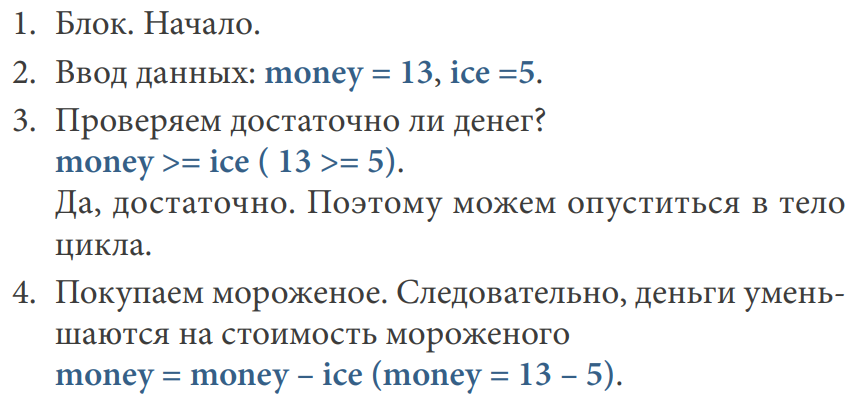 1. Блок. Начало.
2. Ввод данных: money = 13, ice =5.
3. Проверяем достаточно ли денег?
money >= ice ( 13 >= 5).
Да, достаточно. Поэтому можем опуститься в тело
цикла.
4. Покупаем мороженое. Следовательно, деньги умень-
шаются на стоимость мороженого
money = money – ice (money = 13 – 5).